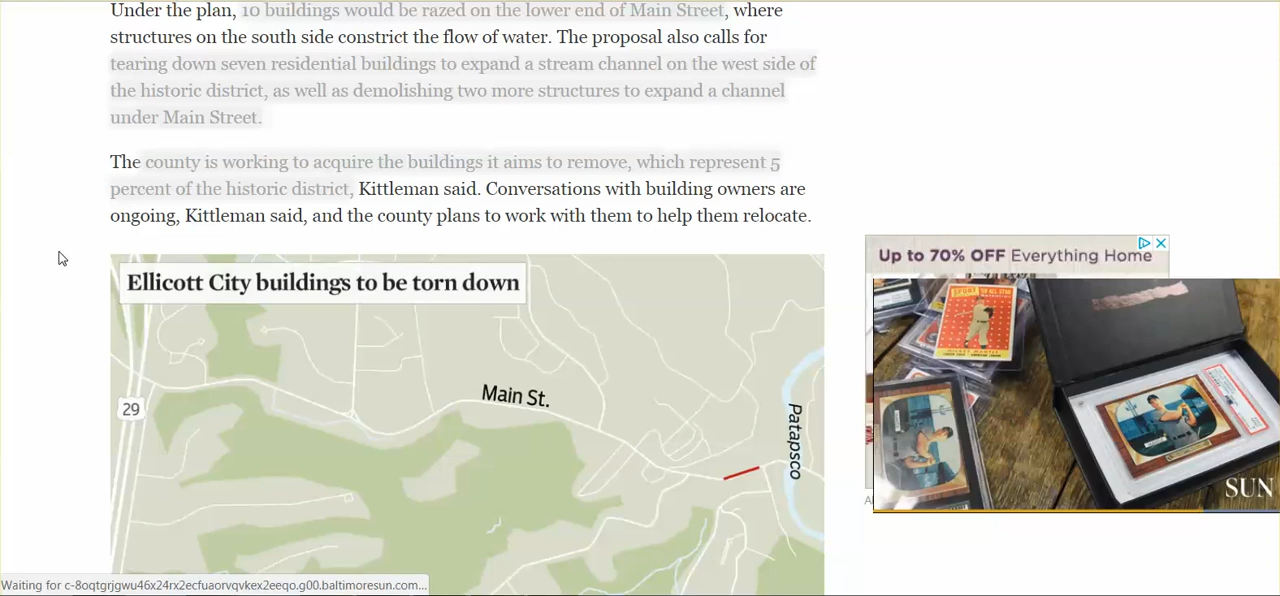 Under the plan, 10 buildings would be razed on the lower end of Main Street, where
structures on the south side constrict the flow of water. The proposal also calls for
tearing down seven residential buildings to expand a stream channel on the west side of
the historic district, as well as demolishing two more structures to expand a channel
under Main Street.
The county is working to acquire the buildings it aims to remove, which represent 5
percent of the historic district, Kittleman said. Conversations with building owners are
ongoing, Kittleman said, and the county plans to work with them to help them relocate.
Up to 70% OFF Everything Home
Ellicott City buildings to be torn down
Main St.
29
Patapsco
SUN
Waiting for c-8oqtgrjgwu46x24rx2ecfuaorvqvkex2eeqo.g00.baltimoresun.com...